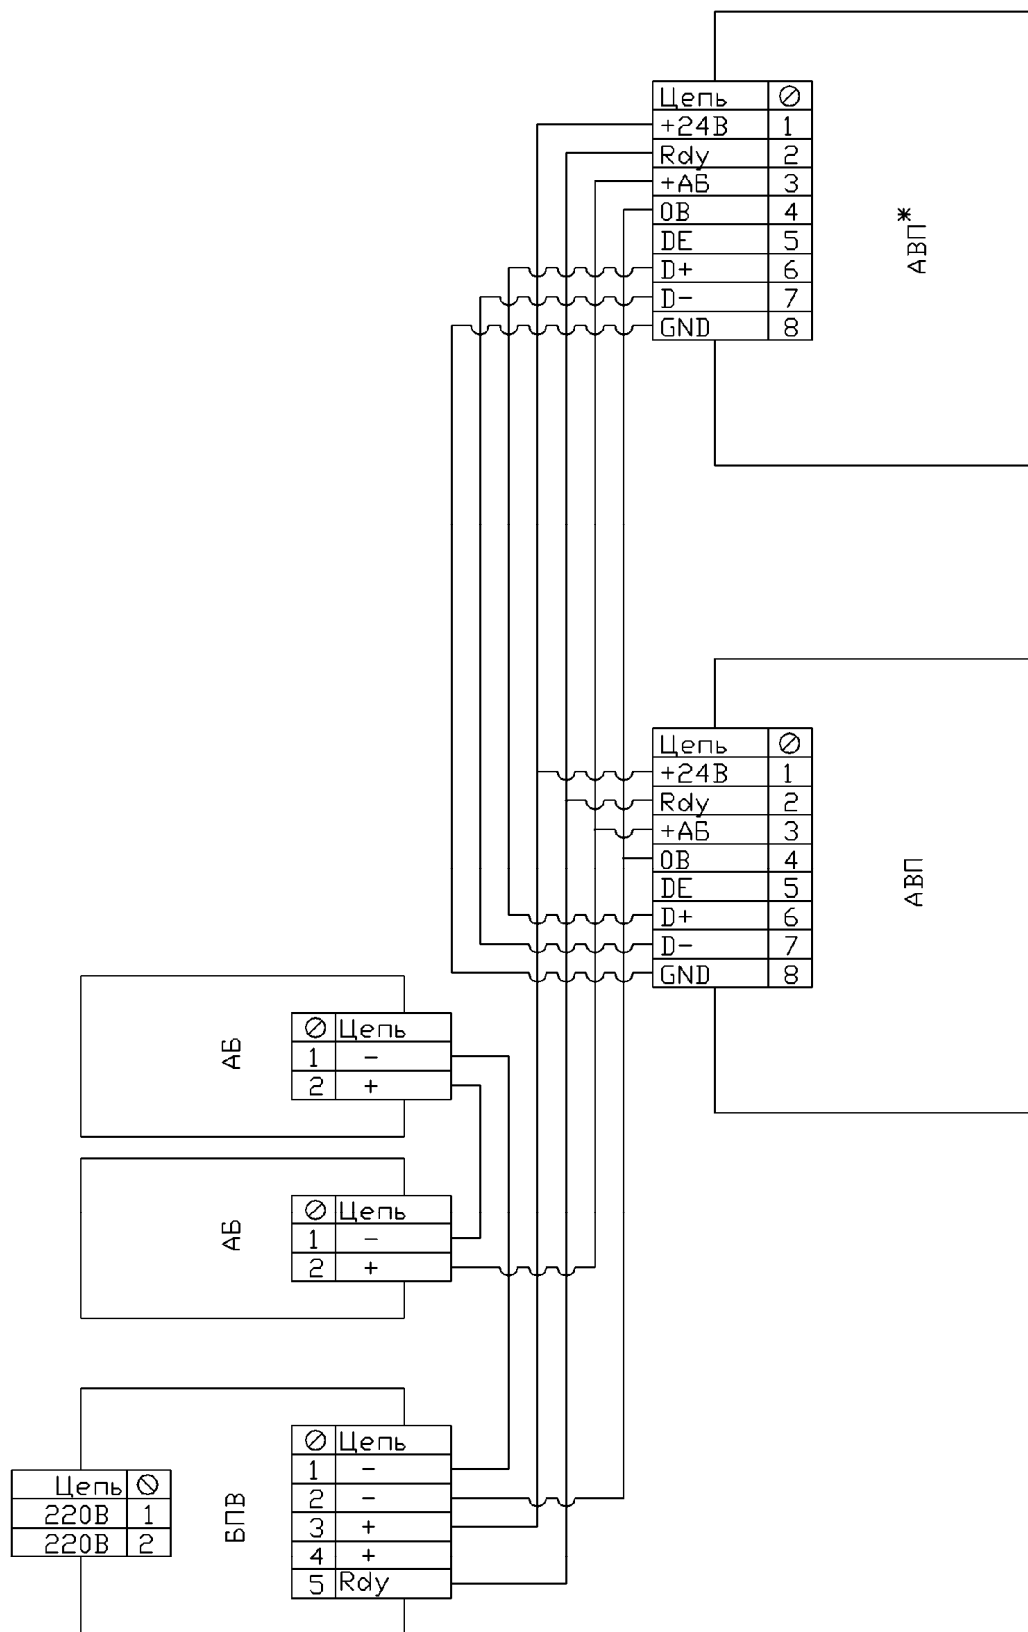 Цепь ⊘
+24В 1
Rdy 2
+АБ 3
0В 4
DE 5
D+ 6
D- 7
GND 8
АВП*
Цепь ⊘
+24В 1
Rdy 2
+АБ 3
0В 4
DE 5
D+ 6
D- 7
GND 8
АВП
АБ
⊘ Цепь
1 -
2 +
АБ
⊘ Цепь
1 -
2 +
БПВ
⊘ Цепь
1 -
2 -
3 +
4 +
5 Rdy
Цепь ⊘
220В 1
220В 2